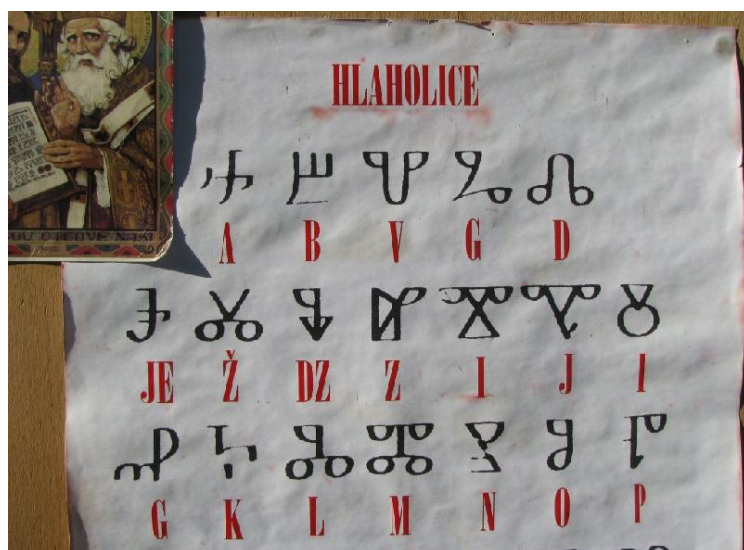 HLAHOLICE
Ⰰ Ⰱ Ⰲ Ⰳ Ⰴ
A B V G D
Ⰵ Ⰶ Ⰷ Ⰸ Ⰺ Ⰹ Ⰻ
JE Ž DZ Z I J I
Ⰼ Ⰽ Ⰾ Ⰿ Ⱀ Ⱁ Ⱂ
G K L M N O P